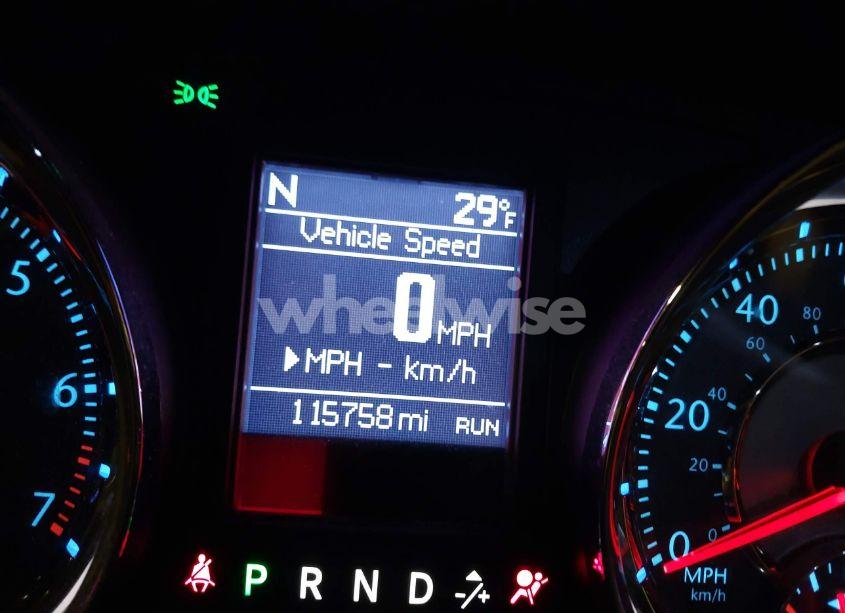 N 29°F
Vehicle Speed
0 MPH
MPH - km/h
115758 mi RUN
wheelwise
5
6
7
P R N D -/+
40
20
0
MPH
km/h
80
60
40
20
0